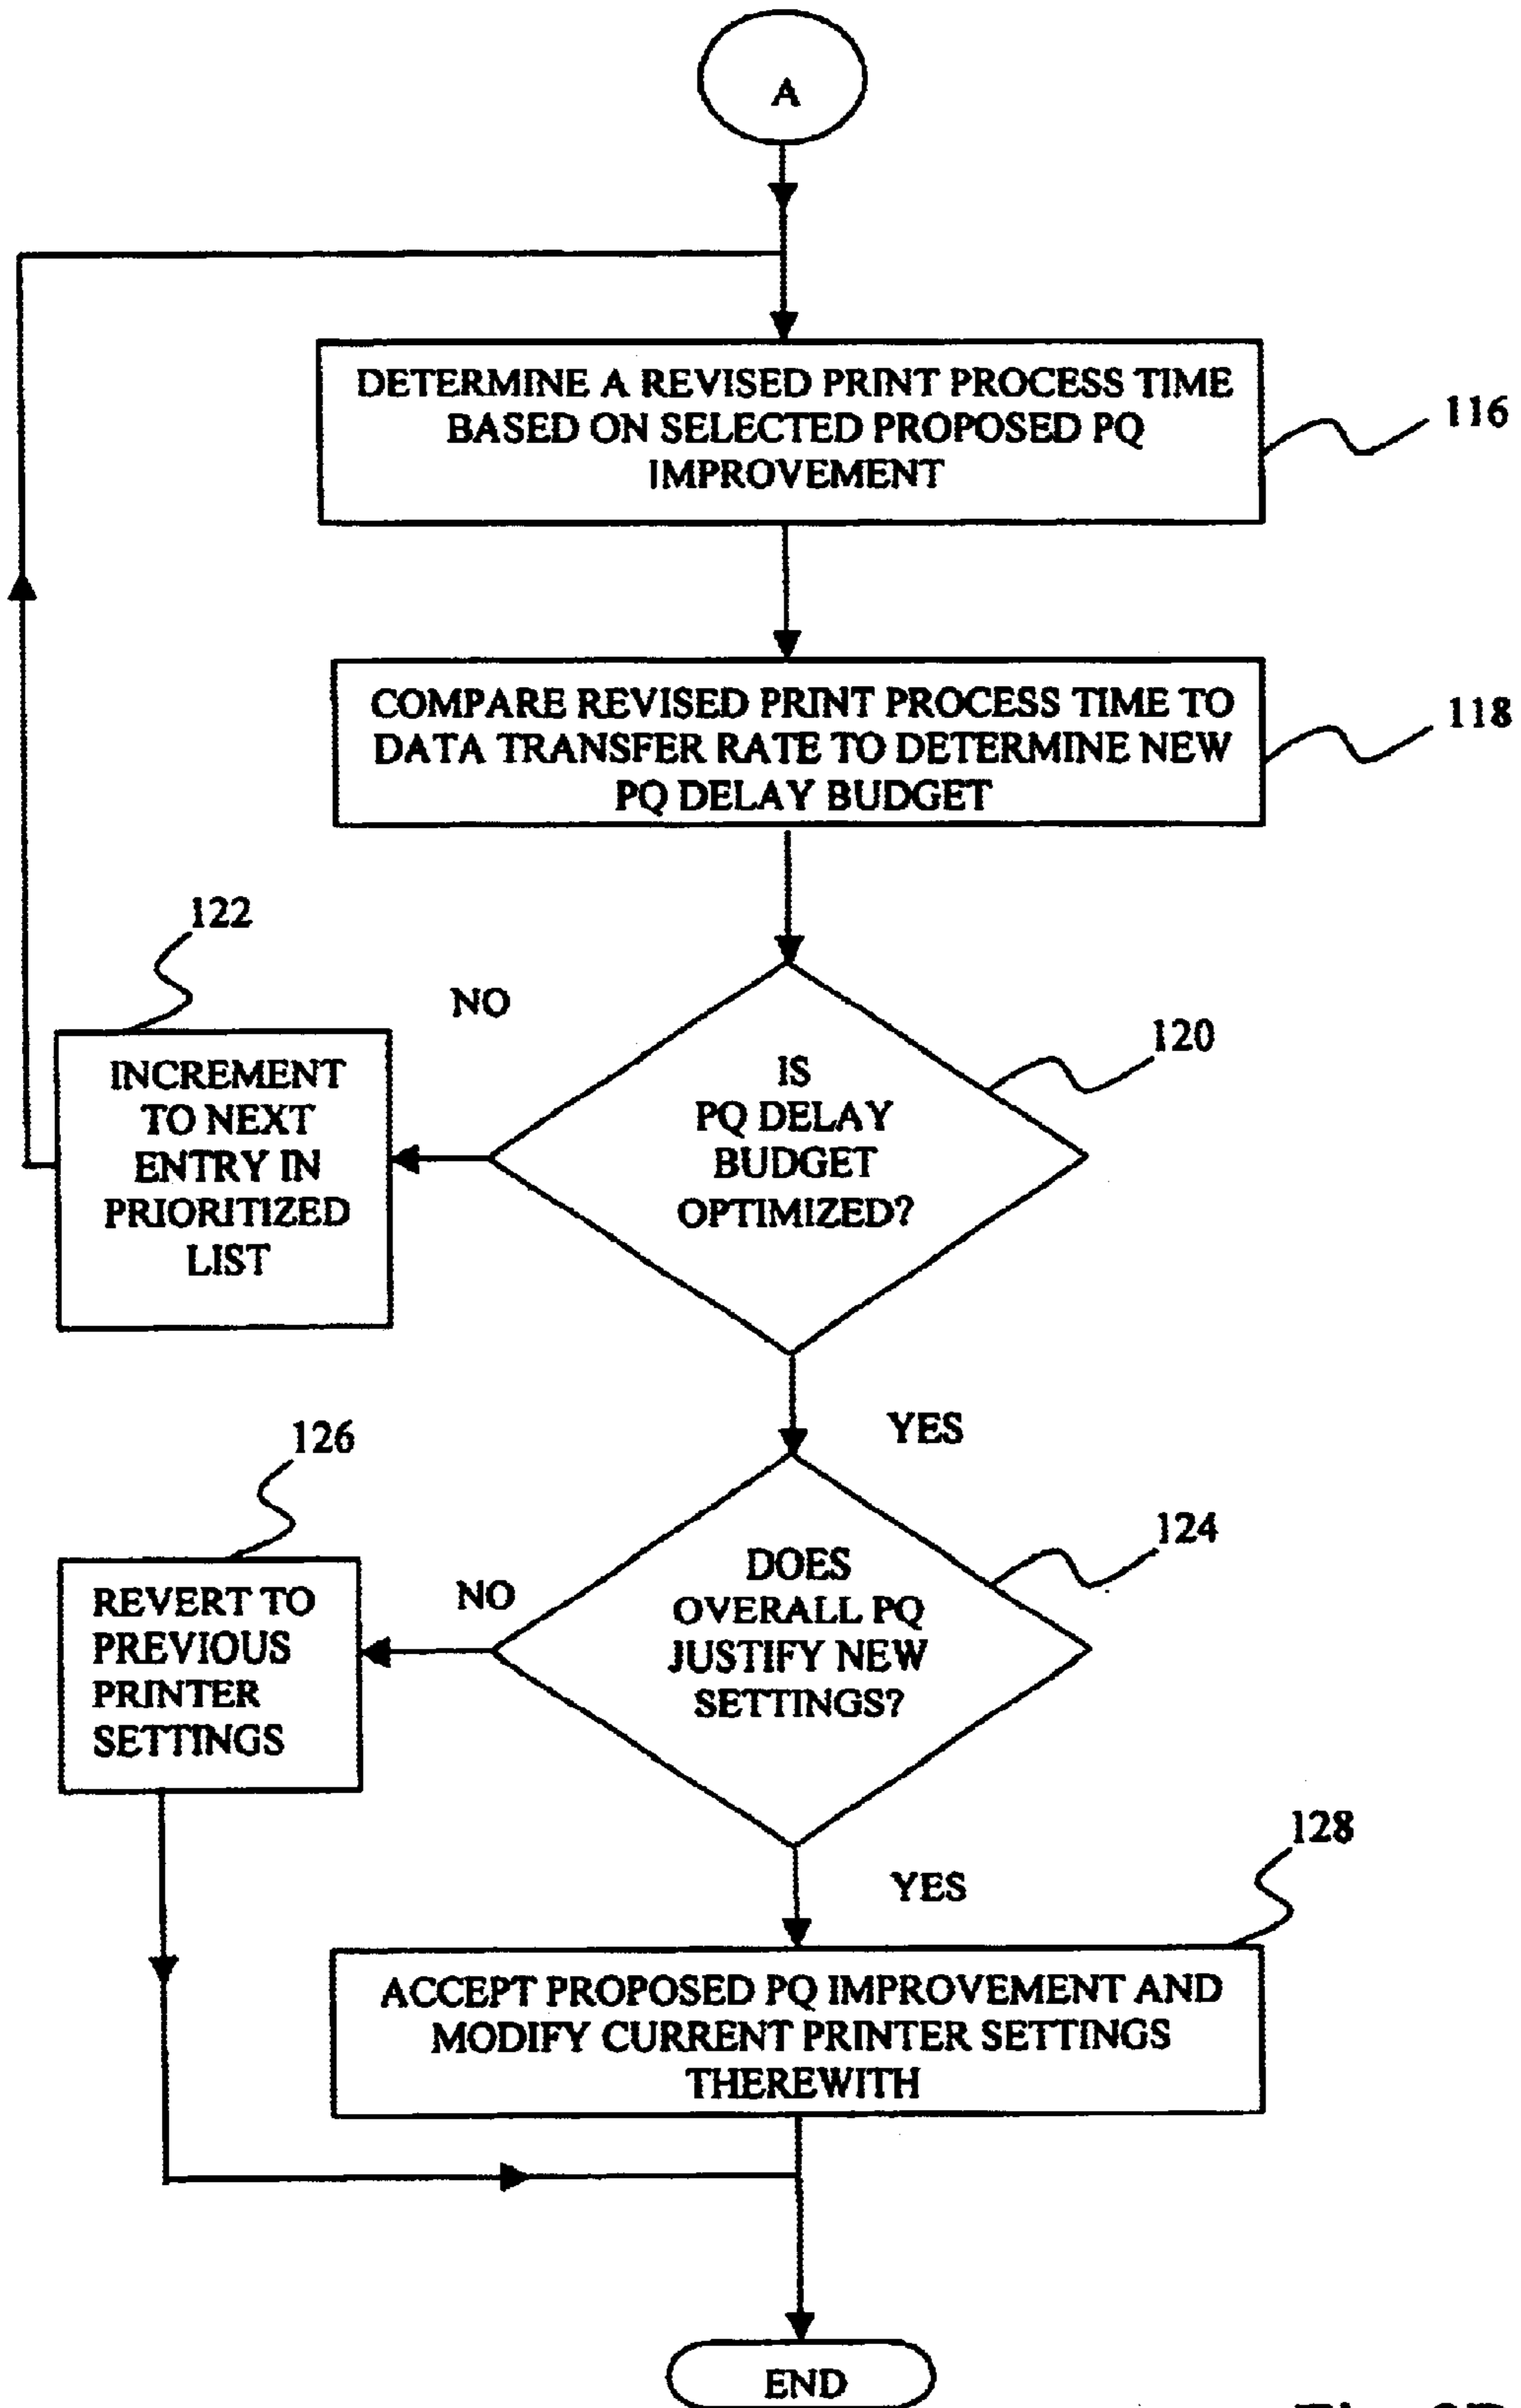 A
DETERMINE A REVISED PRINT PROCESS TIME
BASED ON SELECTED PROPOSED PQ
IMPROVEMENT
116
COMPARE REVISED PRINT PROCESS TIME TO
DATA TRANSFER RATE TO DETERMINE NEW
PQ DELAY BUDGET
118
122
NO
INCREMENT
TO NEXT
ENTRY IN
PRIORITIZED
LIST
IS
PQ DELAY
BUDGET
OPTIMIZED?
120
YES
126
NO
REVERT TO
PREVIOUS
PRINTER
SETTINGS
DOES
OVERALL PQ
JUSTIFY NEW
SETTINGS?
124
YES
128
ACCEPT PROPOSED PQ IMPROVEMENT AND
MODIFY CURRENT PRINTER SETTINGS
THEREWITH
END